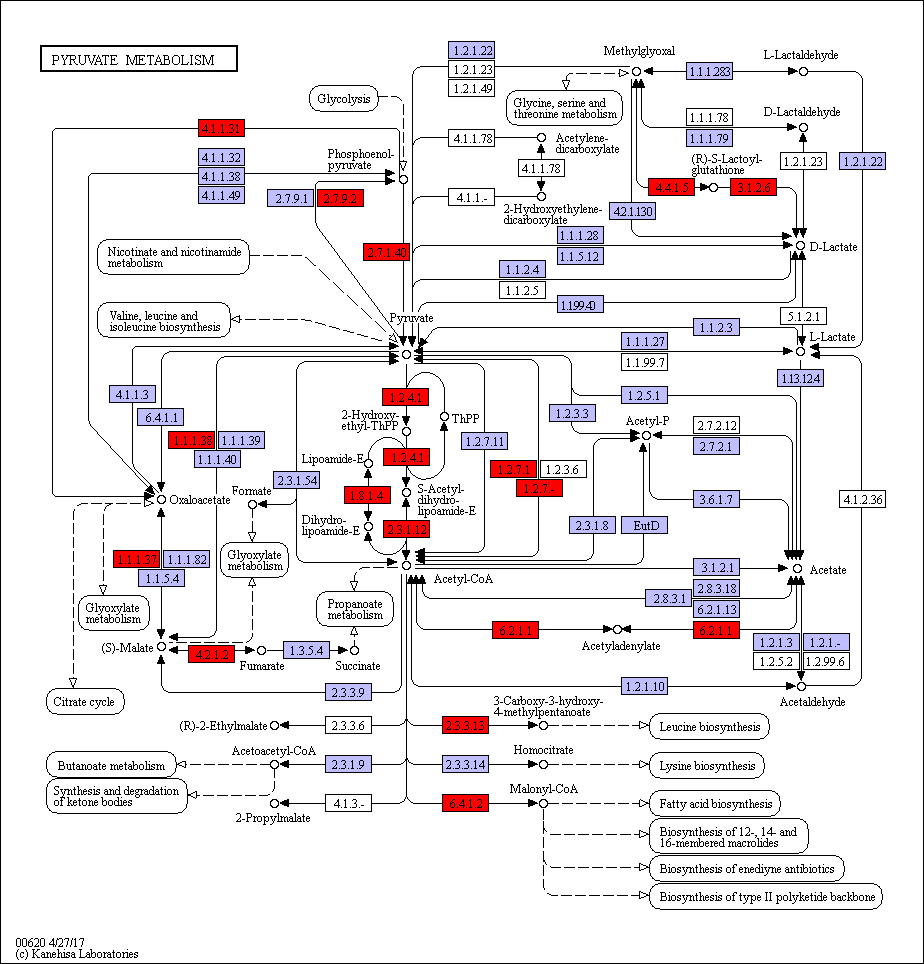 PYRUVATE METABOLISM
1.2.1.22
1.2.1.23
1.2.1.49
Methylglyoxal
1.1.1.283
L-Lactaldehyde
Glycolysis
Glycine, serine and
threonine metabolism
1.1.1.78
1.1.1.79
D-Lactaldehyde
4.1.1.31
4.1.1.32
4.1.1.38
4.1.1.49
Phosphoenol-
pyruvate
4.1.1.78
Acetylene-
dicarboxylate
4.1.1.78
(R)-S-Lactoyl-
glutathione
1.2.1.23
1.2.1.22
2.7.9.1
2.7.9.2
4.1.1.-
2-Hydroxyethylene-
dicarboxylate
4.4.1.5
3.1.2.6
4.2.1.130
Nicotinate and nicotinamide
metabolism
2.7.1.40
1.1.1.28
1.1.5.12
D-Lactate
1.1.2.4
1.1.2.5
1.1.99.40
Valine, leucine and
isoleucine biosynthesis
Pyruvate
5.1.2.1
1.1.2.3
L-Lactate
1.1.1.27
1.1.99.7
1.13.12.4
4.1.1.3
6.4.1.1
1.2.4.1
1.2.5.1
2-Hydroxy-
ethyl-ThPP
ThPP
1.2.3.3
Acetyl-P
2.7.2.12
2.7.2.1
1.1.1.38
1.1.1.39
1.1.1.40
1.2.7.11
Lipoamide-E
1.2.4.1
1.2.7.1
1.2.3.6
1.2.7.-
2.3.1.54
Oxaloacetate
Formate
1.8.1.4
S-Acetyl-
dihydro-
lipoamide-E
3.6.1.7
4.1.2.36
Dihydro-
lipoamide-E
2.3.1.12
2.3.1.8
EutD
1.1.1.37
1.1.1.82
1.1.5.4
Glyoxylate
metabolism
Acetyl-CoA
3.1.2.1
Acetate
2.8.3.18
2.8.3.1
6.2.1.13
Glyoxylate
metabolism
Propanoate
metabolism
6.2.1.1
Acetyladenylate
6.2.1.1
(S)-Malate
4.2.1.2
Fumarate
1.3.5.4
Succinate
1.2.1.3
1.2.1.-
1.2.5.2
1.2.99.6
Citrate cycle
2.3.3.9
1.2.1.10
Acetaldehyde
(R)-2-Ethylmalate
2.3.3.6
2.3.3.13
3-Carboxy-3-hydroxy-
4-methylpentanoate
Leucine biosynthesis
Butanoate metabolism
Acetoacetyl-CoA
2.3.1.9
2.3.3.14
Homocitrate
Lysine biosynthesis
Synthesis and degradation
of ketone bodies
2-Propylmalate
4.1.3.-
6.4.1.2
Malonyl-CoA
Fatty acid biosynthesis
Biosynthesis of 12-, 14- and
16-membered macrolides
Biosynthesis of enediyne antibiotics
Biosynthesis of type II polyketide backbone
00620 4/27/17
(c) Kanehisa Laboratories